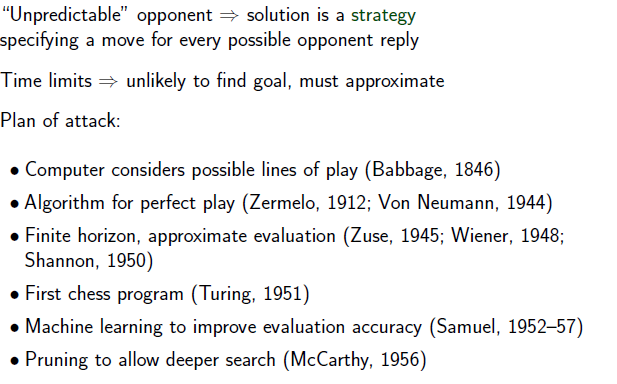 “Unpredictable” opponent ⇒ solution is a strategy
specifying a move for every possible opponent reply
Time limits ⇒ unlikely to find goal, must approximate
Plan of attack:
• Computer considers possible lines of play (Babbage, 1846)
• Algorithm for perfect play (Zermelo, 1912; Von Neumann, 1944)
• Finite horizon, approximate evaluation (Zuse, 1945; Wiener, 1948;
Shannon, 1950)
• First chess program (Turing, 1951)
• Machine learning to improve evaluation accuracy (Samuel, 1952–57)
• Pruning to allow deeper search (McCarthy, 1956)